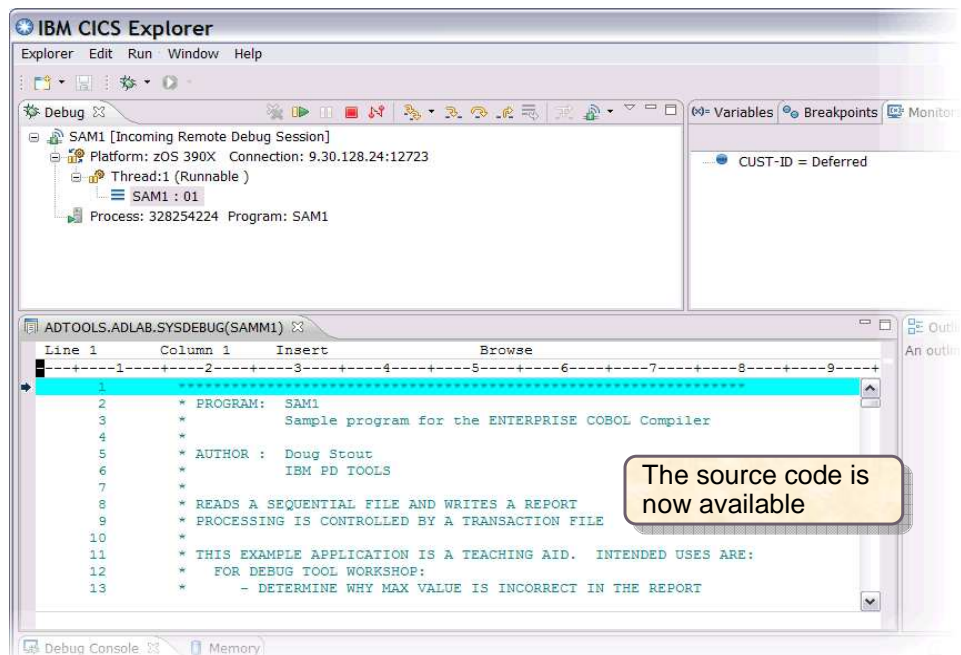 IBM CICS Explorer
Explorer Edit Run Window Help
Debug
(x)= Variables Breakpoints Monitors
SAM1 [Incoming Remote Debug Session]
Platform: zOS 390X Connection: 9.30.128.24:12723
Thread:1 (Runnable )
SAM1 : 01
Process: 328254224 Program: SAM1
CUST-ID = Deferred
ADTOOLS.ADLAB.SYSDEBUG(SAMM1)
Outli
An outlin
Line 1 Column 1 Insert Browse
----+----1----+----2----+----3----+----4----+----5----+----6----+----7----+----8----+----9----+
1 ***************************************************************
2 * PROGRAM: SAM1
3 * Sample program for the ENTERPRISE COBOL Compiler
4 *
5 * AUTHOR : Doug Stout
6 * IBM PD TOOLS
7 *
8 * READS A SEQUENTIAL FILE AND WRITES A REPORT
9 * PROCESSING IS CONTROLLED BY A TRANSACTION FILE
10 *
11 * THIS EXAMPLE APPLICATION IS A TEACHING AID. INTENDED USES ARE:
12 * FOR DEBUG TOOL WORKSHOP:
13 * - DETERMINE WHY MAX VALUE IS INCORRECT IN THE REPORT
The source code is
now available
Debug Console Memory